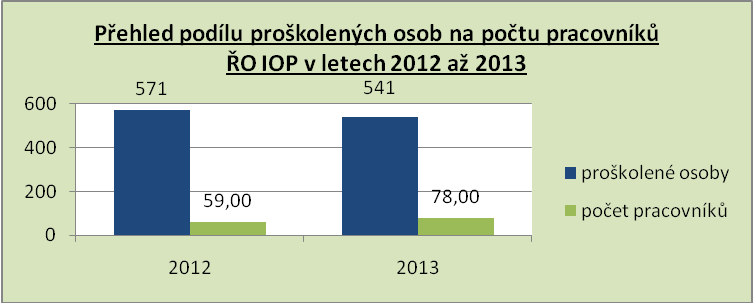 Přehled podílu proškolených osob na počtu pracovníků
ŘO IOP v letech 2012 až 2013
571
541
600
400
200
0
59,00
78,00
2012
2013
proškolené osoby
počet pracovníků